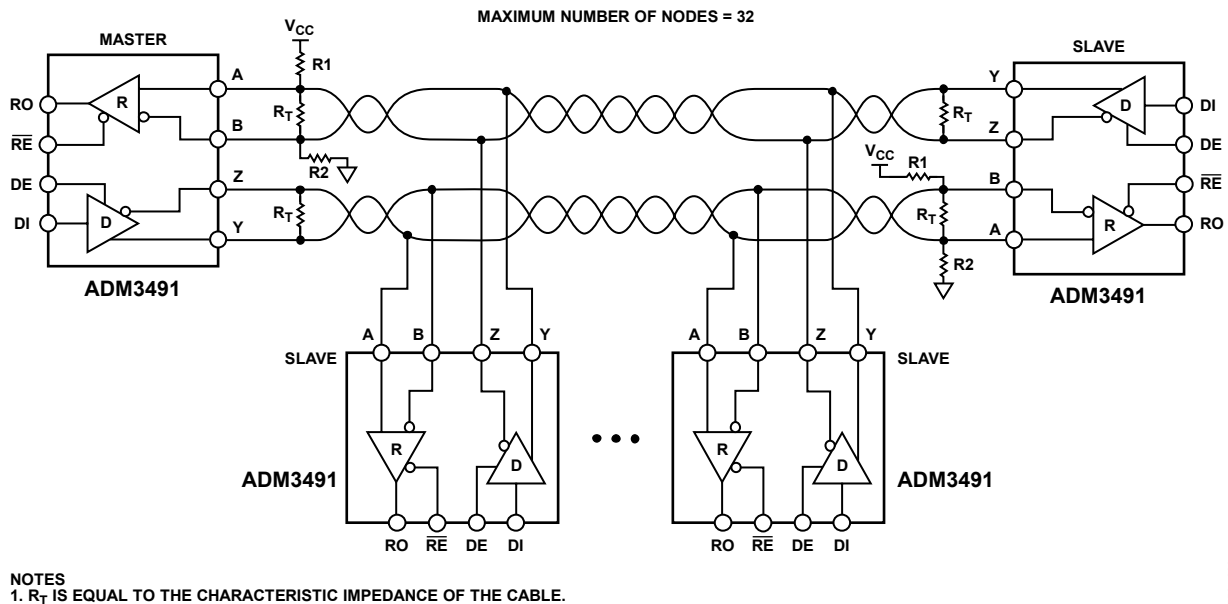 MAXIMUM NUMBER OF NODES = 32
MASTER
VCC
R1
A
RO
R
RT
B
RE
R2
DE
Z
DI
D
RT
Y
ADM3491
SLAVE
Y
D
DI
RT
Z
DE
VCC
R1
B
RE
RT
R
RO
A
R2
ADM3491
A
B
Z
Y
SLAVE
R
D
ADM3491
RO
RE
DE
DI
A
B
Z
Y
SLAVE
R
D
ADM3491
RO
RE
DE
DI
NOTES
1. RT IS EQUAL TO THE CHARACTERISTIC IMPEDANCE OF THE CABLE.